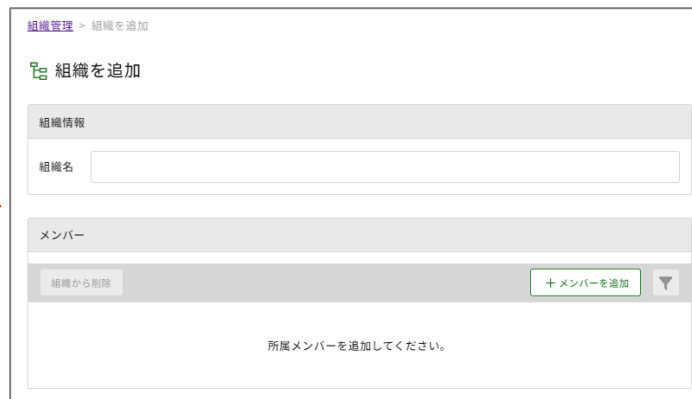 組織管理 > 組織を追加
組織を追加
組織情報
組織名
メンバー
組織から削除
+ メンバーを追加
所属メンバーを追加してください。